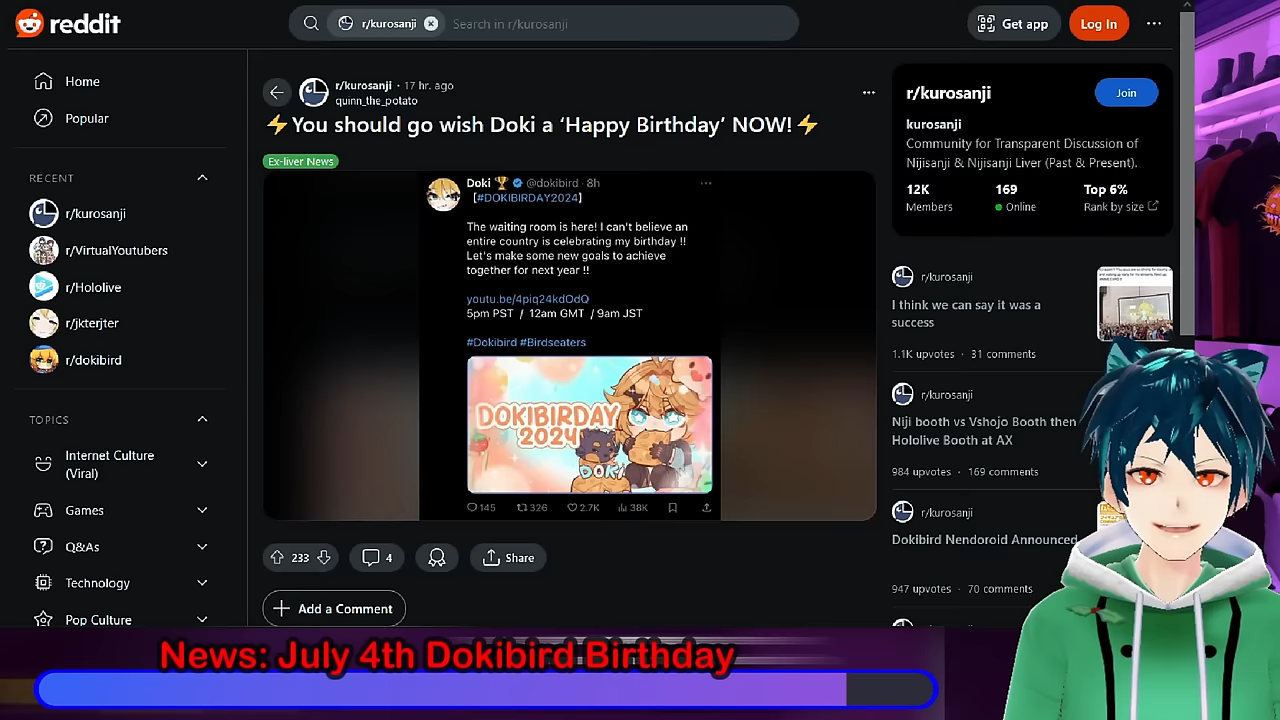 reddit
r/kurosanji
Search in r/kurosanji
Get app
Log In
Home
Popular
RECENT
r/kurosanji
r/VirtualYoutubers
r/Hololive
r/jkterjter
r/dokibird
TOPICS
Internet Culture
(Viral)
Games
Q&As
Technology
Pop Culture
r/kurosanji · 17 hr. ago
quinn_the_potato
⚡You should go wish Doki a ‘Happy Birthday’ NOW!⚡
Ex-liver News
Doki 🏆 @dokibird · 8h
【#DOKIBIRDAY2024】
The waiting room is here! I can't believe an
entire country is celebrating my birthday !!
Let's make some new goals to achieve
together for next year !!
youtu.be/4piq24kdOdQ
5pm PST / 12am GMT / 9am JST
#Dokibird #Birdseaters
DOKIBIRDAY
2024
DOKI
145 326 2.7K 38K
233
4
Share
Add a Comment
r/kurosanji
Join
kurosanji
Community for Transparent Discussion of
Nijisanji & Nijisanji Liver (Past & Present).
12K 169 Top 6%
Members Online Rank by size
r/kurosanji
I think we can say it was a
success
1.1K upvotes · 31 comments
r/kurosanji
Niji booth vs Vshojo Booth then
Hololive Booth at AX
984 upvotes · 169 comments
r/kurosanji
Dokibird Nendoroid Announced
947 upvotes · 70 comments
News: July 4th Dokibird Birthday